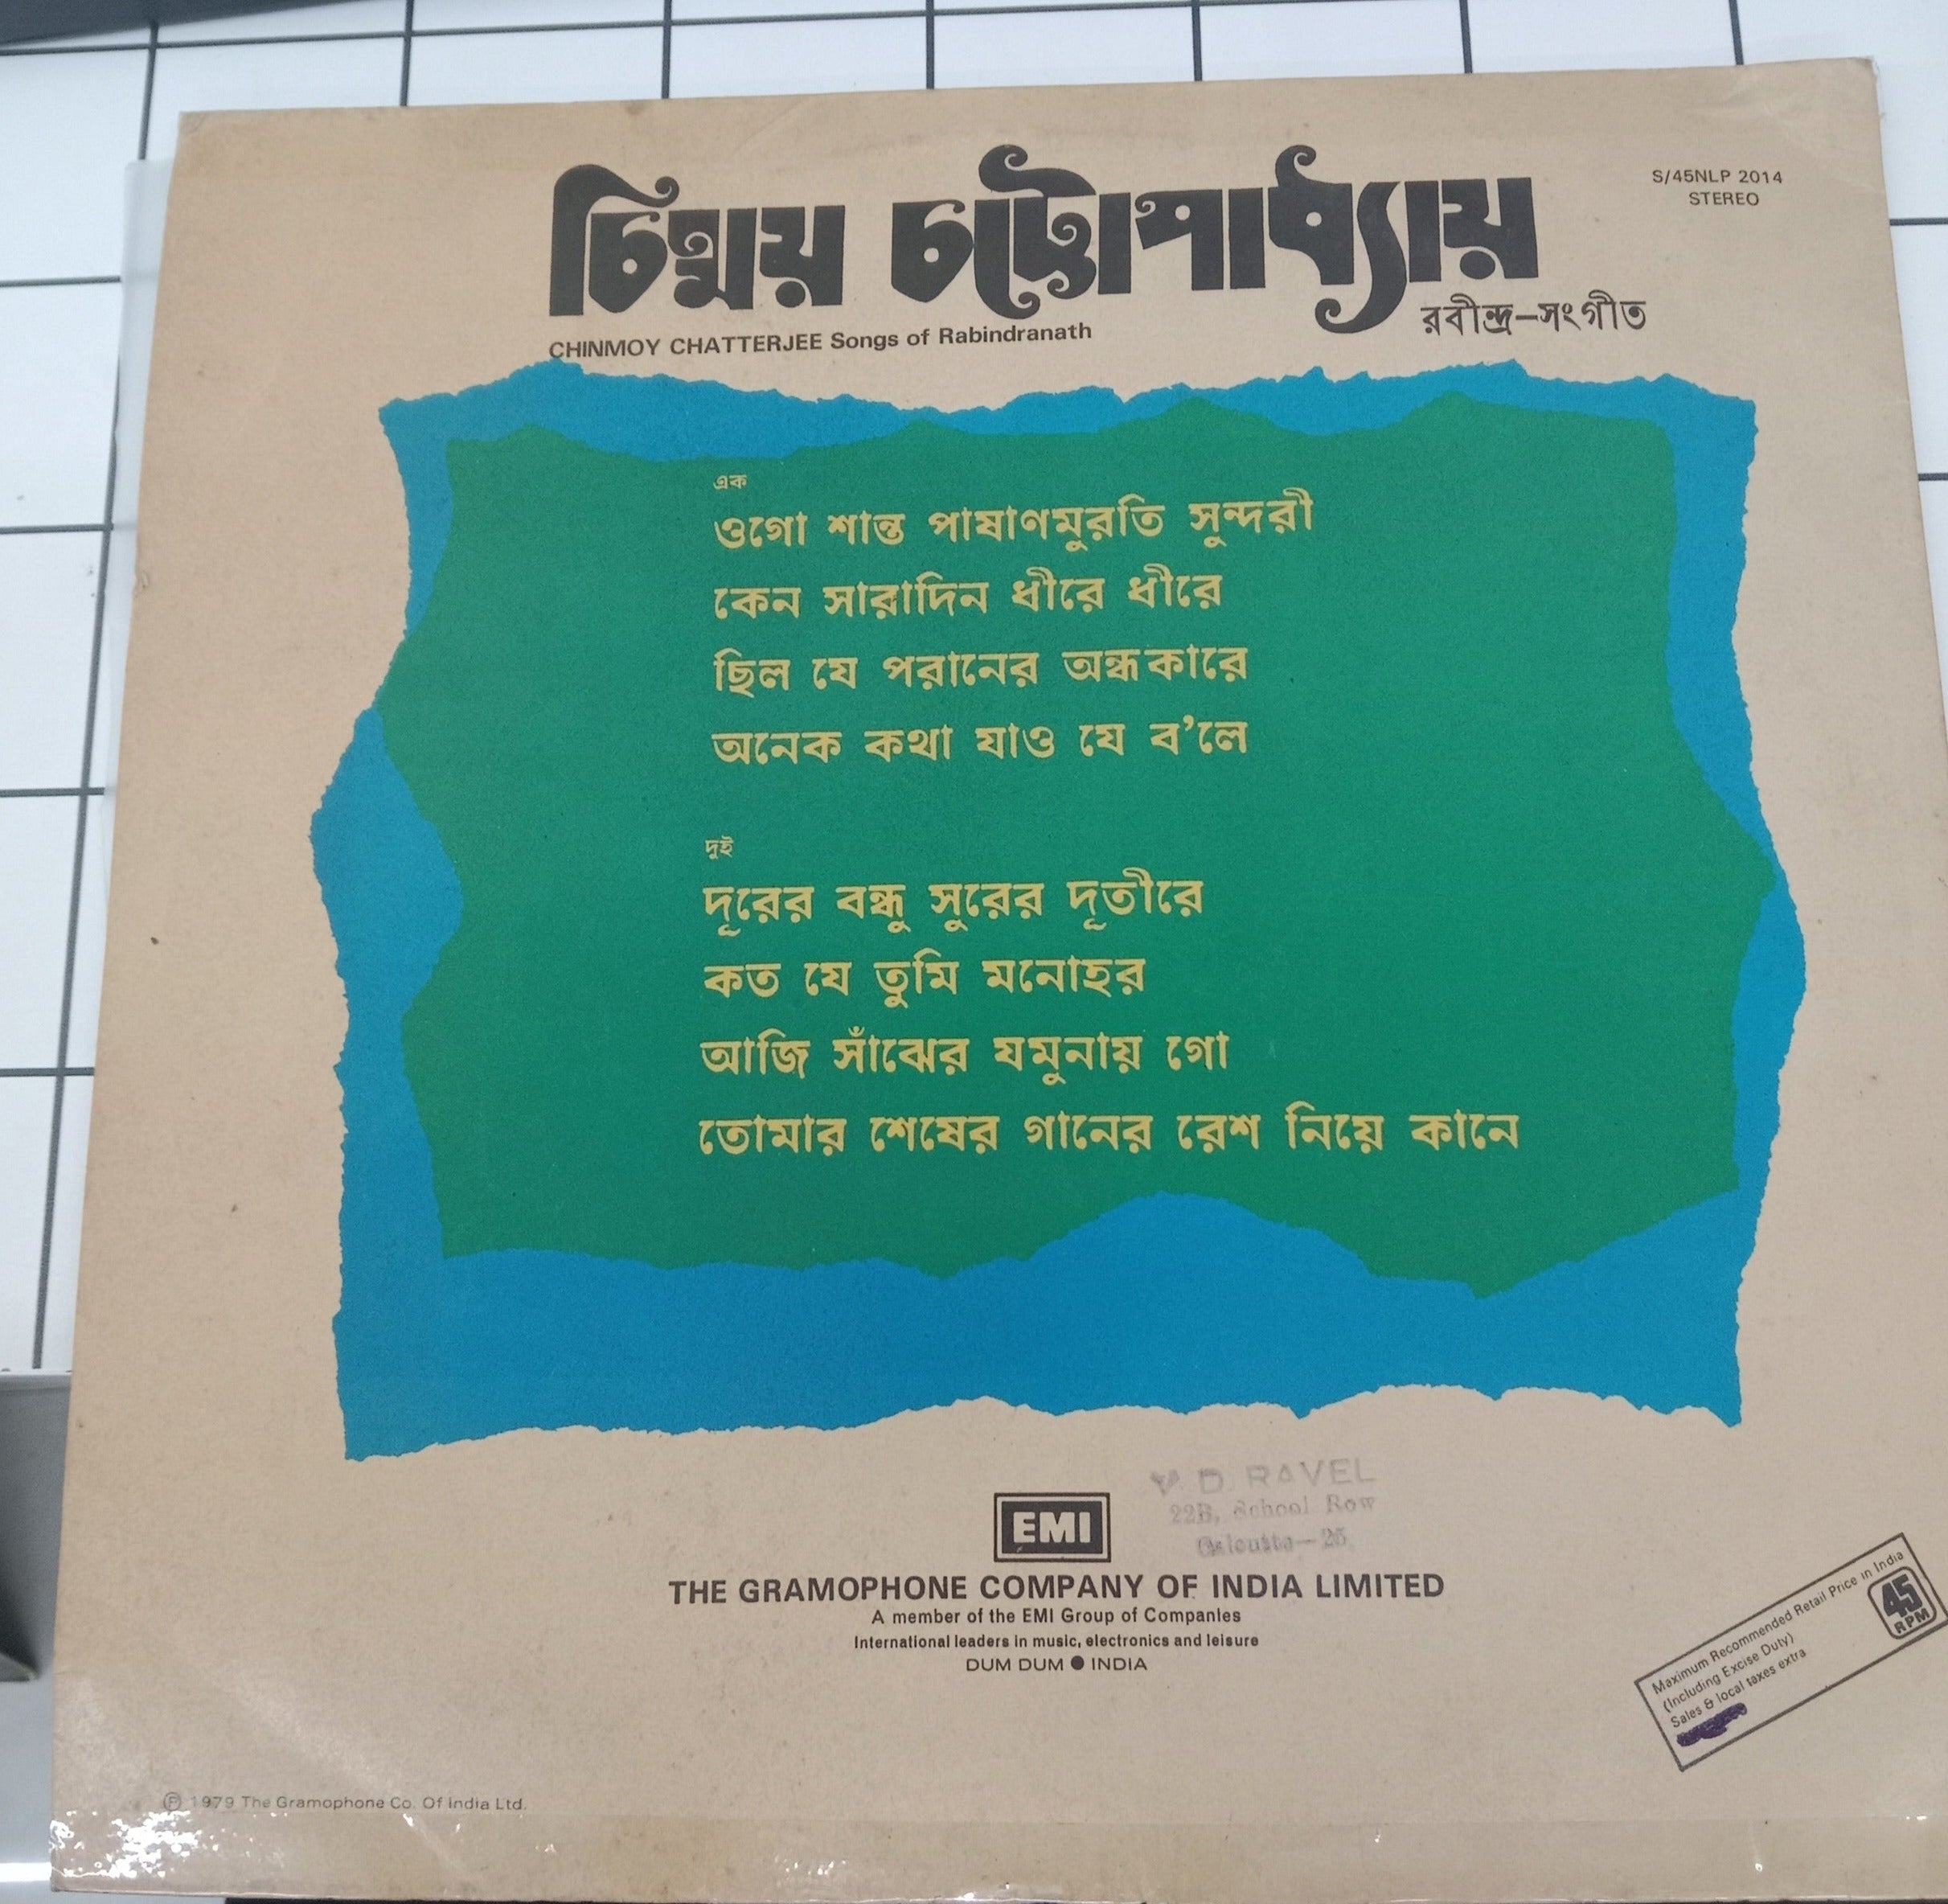 চিন্ময় চট্টোপাধ্যায়
S/45NLP 2014
STEREO
রবীন্দ্র-সংগীত
CHINMOY CHATTERJEE Songs of Rabindranath
এক
ওগো শান্ত পাষাণমুরতি সুন্দরী
কেন সারাদিন ধীরে ধীরে
ছিল যে পরানের অন্ধকারে
অনেক কথা যাও যে ব'লে
দুই
দূরের বন্ধু সুরের দূতীরে
কত যে তুমি মনোহর
আজি সাঁঝের যমুনায় গো
তোমার শেষের গানের রেশ নিয়ে কানে
V D RAVEL
22B, School Row
Calcutta-25
EMI
THE GRAMOPHONE COMPANY OF INDIA LIMITED
A member of the EMI Group of Companies
International leaders in music, electronics and leisure
DUM DUM ● INDIA
Maximum Recommended Retail Price in India
(Including Excise Duty)
Sales & local taxes extra
45
RPM
Ⓟ 1979 The Gramophone Co. Of India Ltd.